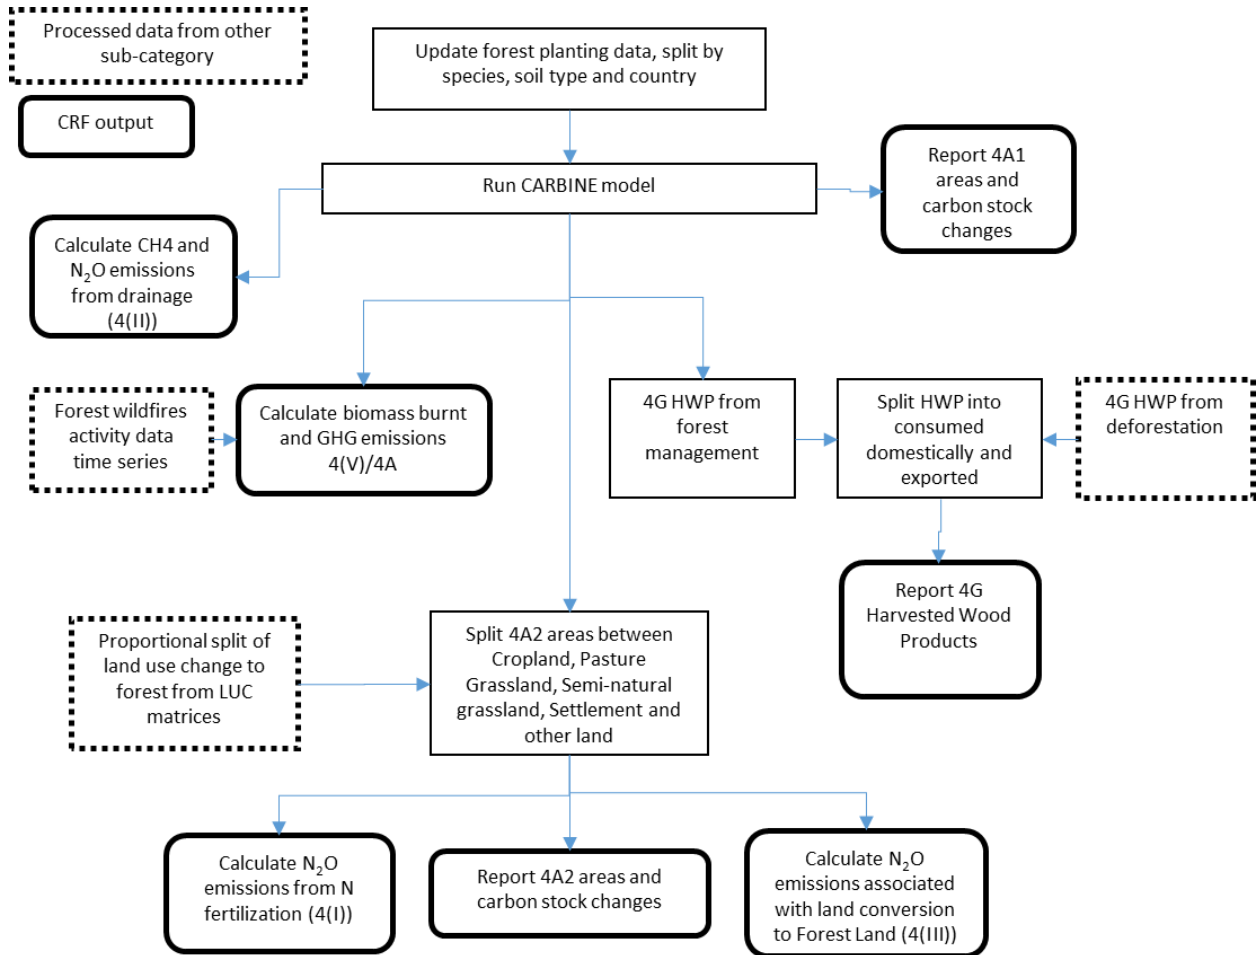 Processed data from other
sub-category
CRF output
Update forest planting data, split by
species, soil type and country
Run CARBINE model
Report 4A1
areas and
carbon stock
changes
Calculate CH4 and
N₂O emissions
from drainage
(4(II))
Forest wildfires
activity data
time series
Calculate biomass burnt
and GHG emissions
4(V)/4A
4G HWP from
forest
management
Split HWP into
consumed
domestically and
exported
4G HWP from
deforestation
Report 4G
Harvested Wood
Products
Proportional split of
land use change to
forest from LUC
matrices
Split 4A2 areas between
Cropland, Pasture
Grassland, Semi-natural
grassland, Settlement and
other land
Calculate N₂O
emissions from N
fertilization (4(I))
Report 4A2 areas and
carbon stock changes
Calculate N₂O
emissions associated
with land conversion
to Forest Land (4(III))